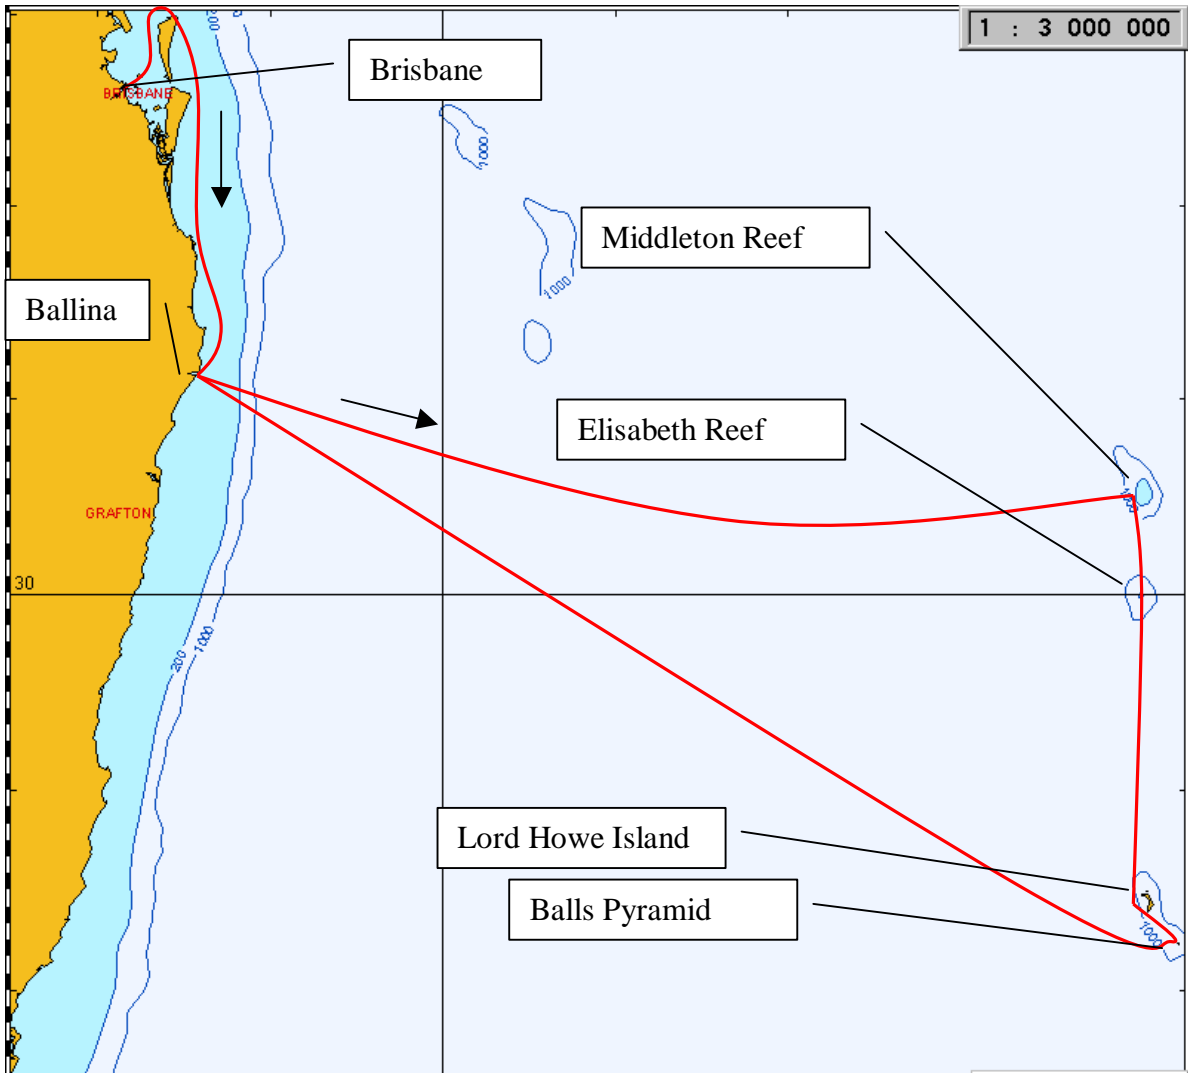 1 : 3 000 000
Brisbane
BRISBANE
1000
Middleton Reef
1000
Ballina
Elisabeth Reef
GRAFTON
30
200
1000
Lord Howe Island
Balls Pyramid
1000